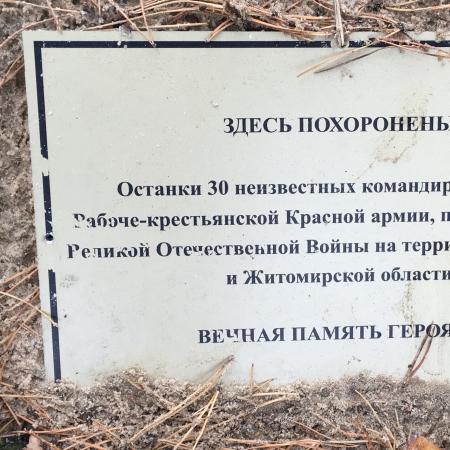 ЗДЕСЬ ПОХОРОНЕНЫ
Останки 30 неизвестных командир
Рабоче-крестьянской Красной армии, п
Великой Отечественной Войны на терри
и Житомирской области
ВЕЧНАЯ ПАМЯТЬ ГЕРОЯ